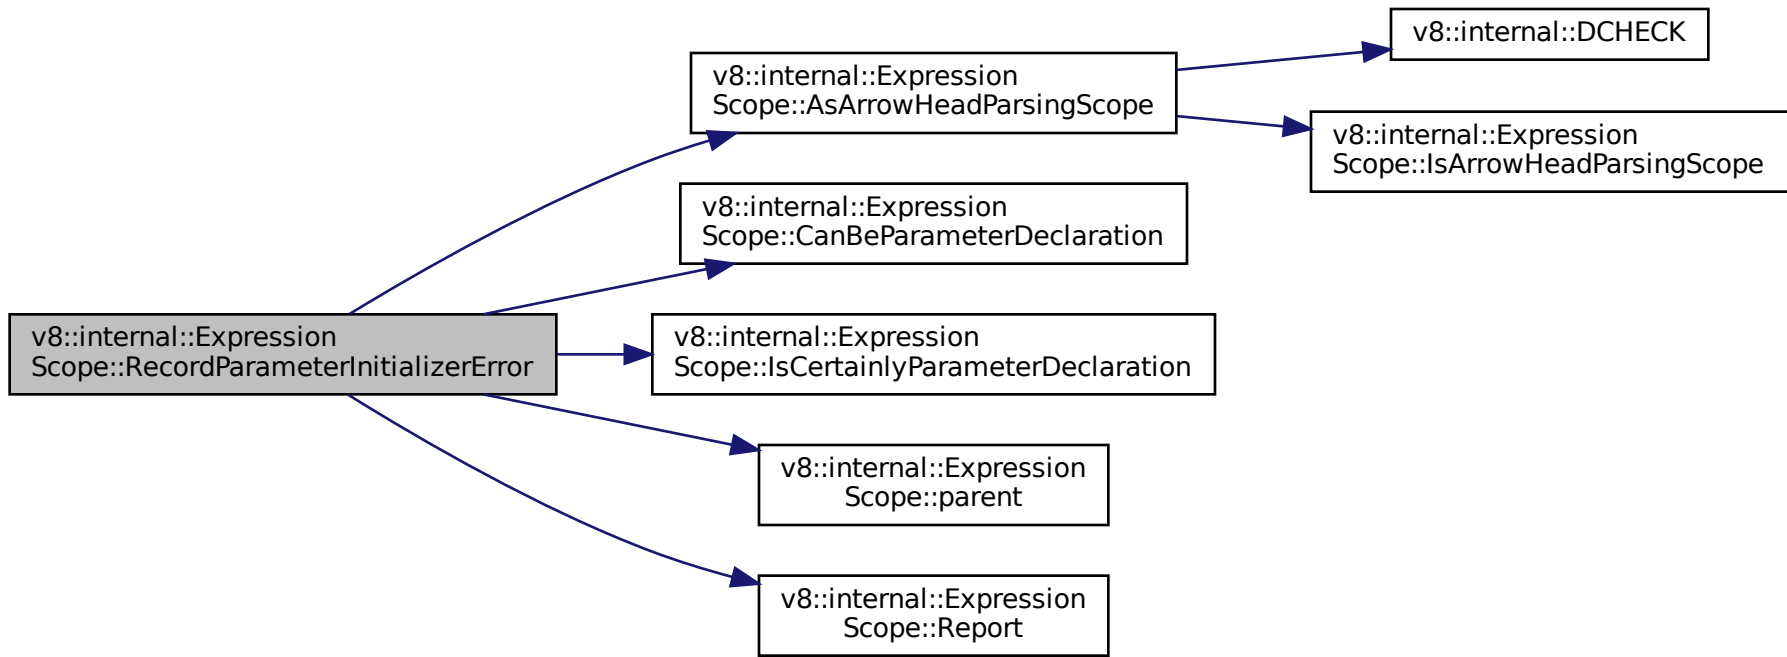 v8::internal::DCHECK
v8::internal::Expression
Scope::AsArrowHeadParsingScope
v8::internal::Expression
Scope::IsArrowHeadParsingScope
v8::internal::Expression
Scope::CanBeParameterDeclaration
v8::internal::Expression
Scope::RecordParameterInitializerError
v8::internal::Expression
Scope::IsCertainlyParameterDeclaration
v8::internal::Expression
Scope::parent
v8::internal::Expression
Scope::Report